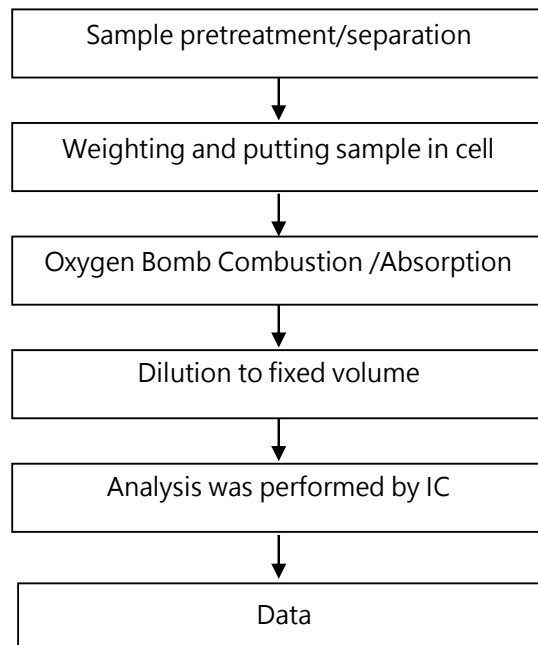 Sample pretreatment/separation
Weighting and putting sample in cell
Oxygen Bomb Combustion /Absorption
Dilution to fixed volume
Analysis was performed by IC
Data